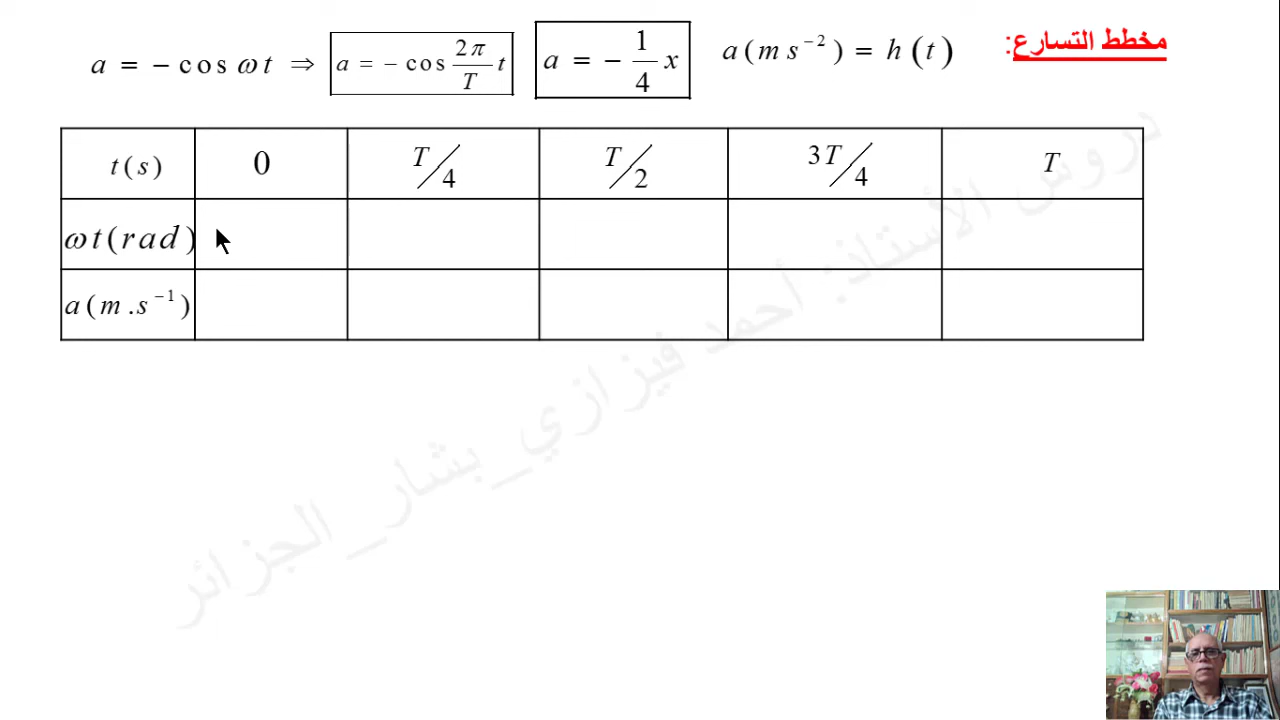 مخطط التسارع:
a = − cos ωt ⇒ a = − cos 2π/T t   a = − 1/4 x   a(m s⁻²) = h(t)
t(s)   0   T/4   T/2   3T/4   T
ωt(rad)
a(m.s⁻¹)
دروس الأستاذ: أحمد فيزازي_بشار_الجزائر